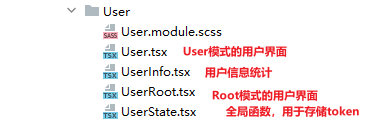 User
User.module.scss
User.tsx User模式的用户界面
UserInfo.tsx 用户信息统计
UserRoot.tsx Root模式的用户界面
UserState.tsx 全局函数，用于存储token